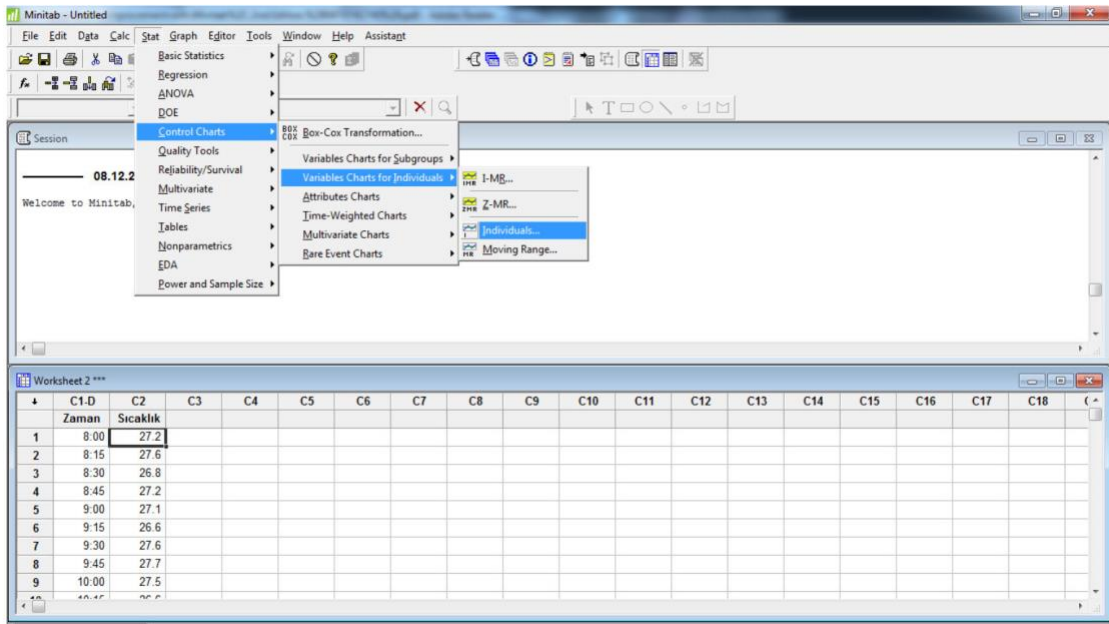 Minitab - Untitled
File Edit Data Calc Stat Graph Editor Tools Window Help Assistant
Basic Statistics
Regression
ANOVA
DOE
Control Charts
Quality Tools
Reliability/Survival
Multivariate
Time Series
Tables
Nonparametrics
EDA
Power and Sample Size
BOX COX Box-Cox Transformation...
Variables Charts for Subgroups
Variables Charts for Individuals
Attributes Charts
Time-Weighted Charts
Multivariate Charts
Rare Event Charts
IMR I-MR...
ZMR Z-MR...
I Individuals...
MR Moving Range...
Session
08.12.2
Welcome to Minitab,
Worksheet 2 ***
C1-D C2 C3 C4 C5 C6 C7 C8 C9 C10 C11 C12 C13 C14 C15 C16 C17 C18
Zaman Sıcaklık
1 8:00 27.2
2 8:15 27.6
3 8:30 26.8
4 8:45 27.2
5 9:00 27.1
6 9:15 26.6
7 9:30 27.6
8 9:45 27.7
9 10:00 27.5